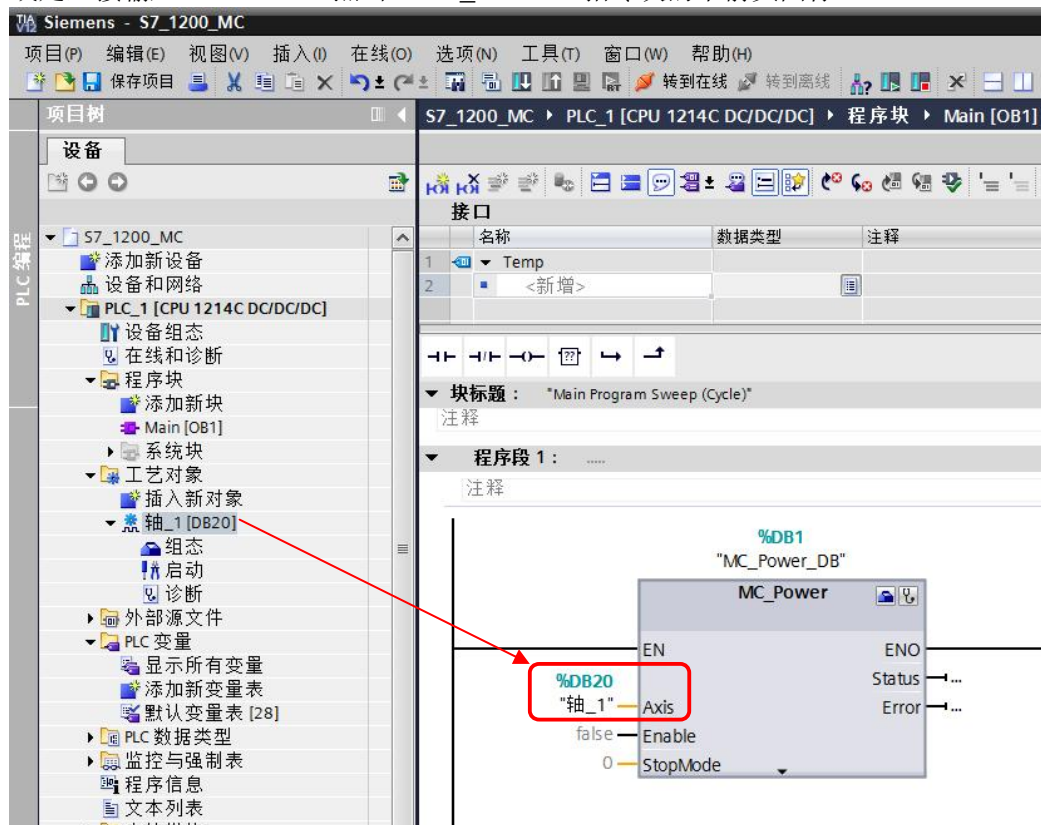 Siemens - S7_1200_MC
项目(P) 编辑(E) 视图(V) 插入(I) 在线(O) 选项(N) 工具(T) 窗口(W) 帮助(H)
保存项目 转到在线 转到离线
项目树
S7_1200_MC PLC_1 [CPU 1214C DC/DC/DC] 程序块 Main [OB1]
设备
PLC 编程
S7_1200_MC
添加新设备
设备和网络
PLC_1 [CPU 1214C DC/DC/DC]
设备组态
在线和诊断
程序块
添加新块
Main [OB1]
系统块
工艺对象
插入新对象
轴_1 [DB20]
组态
启动
诊断
外部源文件
PLC 变量
显示所有变量
添加新变量表
默认变量表 [28]
PLC 数据类型
监控与强制表
程序信息
文本列表
接口
名称 数据类型 注释
1 Temp
2 <新增>
??
块标题： "Main Program Sweep (Cycle)"
注释
程序段 1： .....
注释
%DB1
"MC_Power_DB"
MC_Power
EN ENO
%DB20 Status ...
"轴_1" Axis Error ...
false Enable
0 StopMode